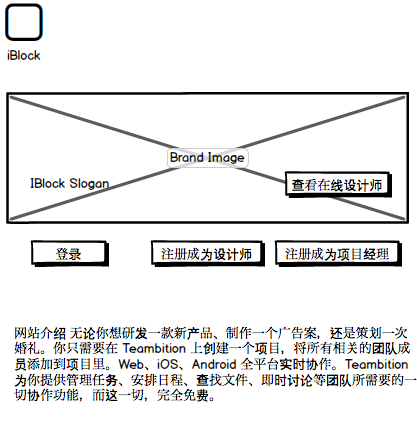 iBlock
Brand Image
IBlock Slogan
查看在线设计师
登录
注册成为设计师
注册成为项目经理
网站介绍 无论你想研发一款新产品、制作一个广告案，还是策划一次
婚礼。你只需要在 Teambition 上创建一个项目，将所有相关的团队成
员添加到项目里。Web、iOS、Android 全平台实时协作。Teambition
为你提供管理任务、安排日程、查找文件、即时讨论等团队所需要的一
切协作功能，而这一切，完全免费。